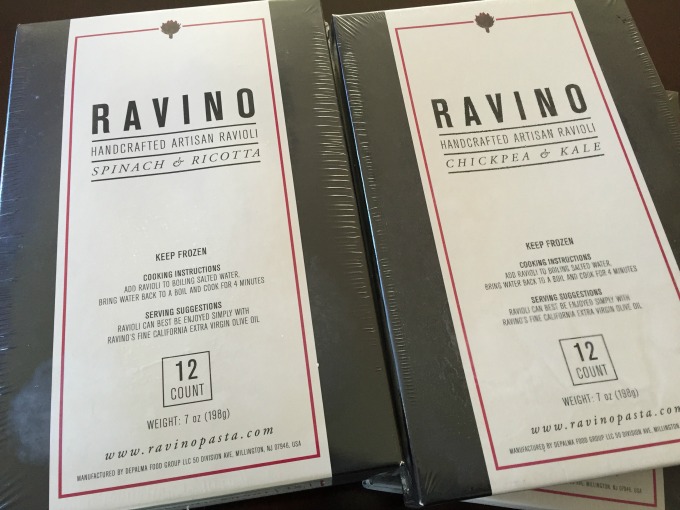 RAVINO
HANDCRAFTED ARTISAN RAVIOLI
SPINACH & RICOTTA
KEEP FROZEN
COOKING INSTRUCTIONS
ADD RAVIOLI TO BOILING SALTED WATER,
BRING WATER BACK TO A BOIL AND COOK FOR 4 MINUTES
SERVING SUGGESTIONS
RAVIOLI CAN BEST BE ENJOYED SIMPLY WITH
RAVINO'S FINE CALIFORNIA EXTRA VIRGIN OLIVE OIL
12
COUNT
WEIGHT: 7 oz (198g)
www.ravinopasta.com
MANUFACTURED BY DEPALMA FOOD GROUP LLC 50 DIVISION AVE, MILLINGTON, NJ 07946, USA
RAVINO
HANDCRAFTED ARTISAN RAVIOLI
CHICKPEA & KALE
KEEP FROZEN
COOKING INSTRUCTIONS
ADD RAVIOLI TO BOILING SALTED WATER,
BRING WATER BACK TO A BOIL AND COOK FOR 4 MINUTES
SERVING SUGGESTIONS
RAVIOLI CAN BEST BE ENJOYED SIMPLY WITH
RAVINO'S FINE CALIFORNIA EXTRA VIRGIN OLIVE OIL
12
COUNT
WEIGHT: 7 oz (198g)
www.ravinopasta.com
MANUFACTURED BY DEPALMA FOOD GROUP LLC 50 DIVISION AVE, MILLINGTON,